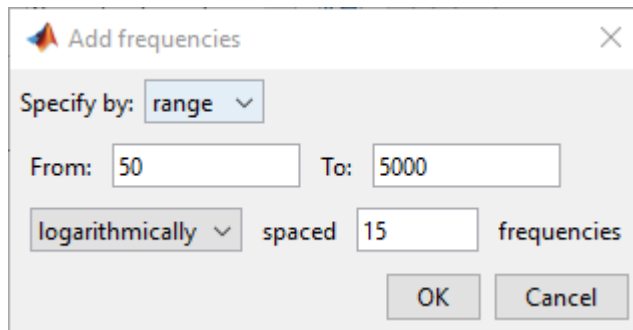 Add frequencies
Specify by: range
From: 50 To: 5000
logarithmically spaced 15 frequencies
OK Cancel